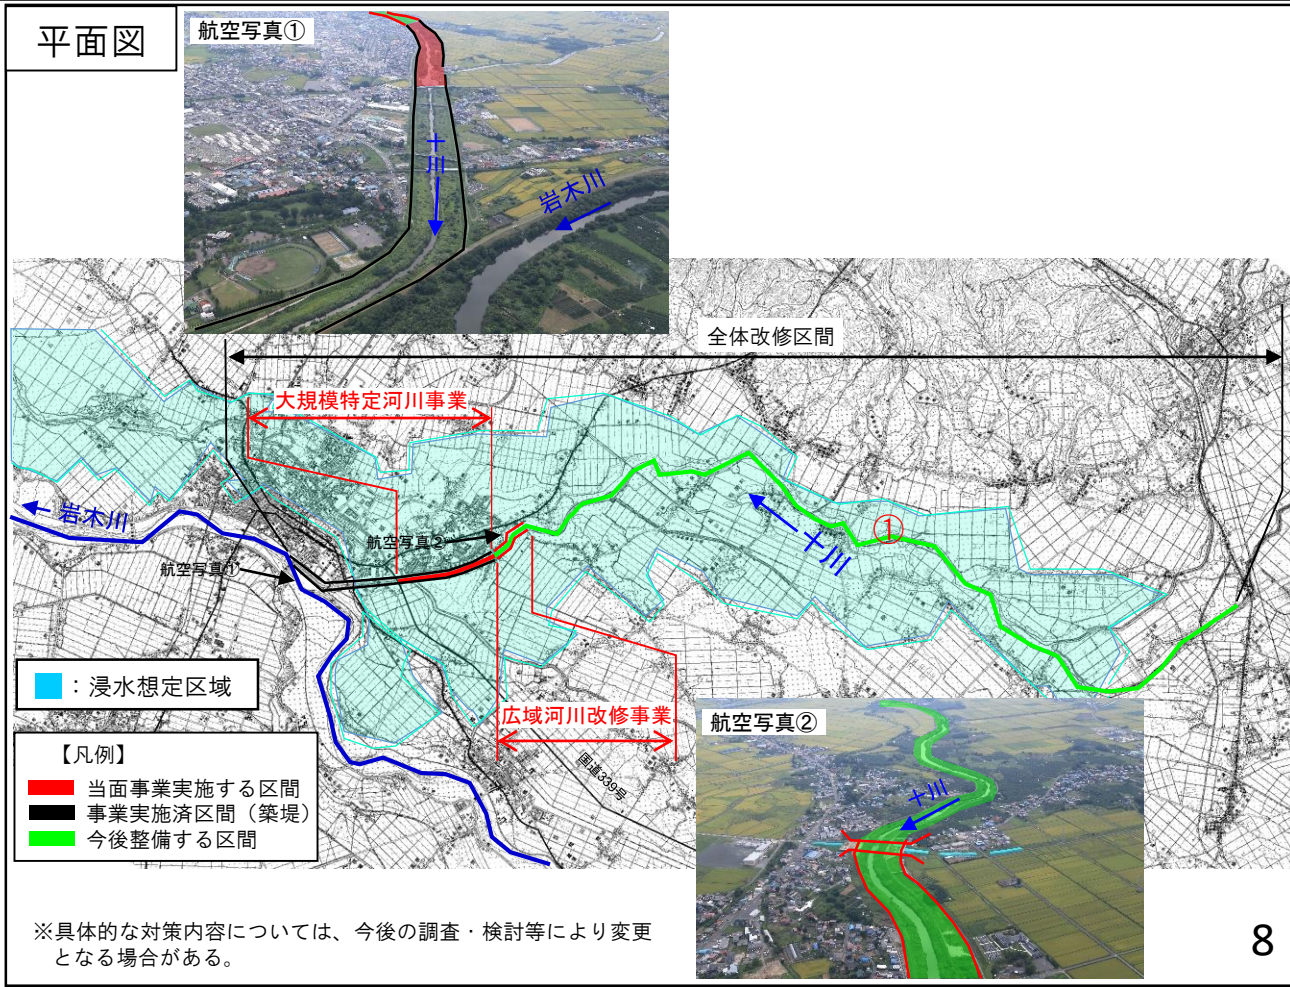 平面図
航空写真①
十川
岩木川
全体改修区間
大規模特定河川事業
岩木川
航空写真②
航空写真①
十川
①
：浸水想定区域
広域河川改修事業
国道339号
【凡例】
当面事業実施する区間
事業実施済区間（築堤）
今後整備する区間
航空写真②
十川
※具体的な対策内容については、今後の調査・検討等により変更
となる場合がある。
8